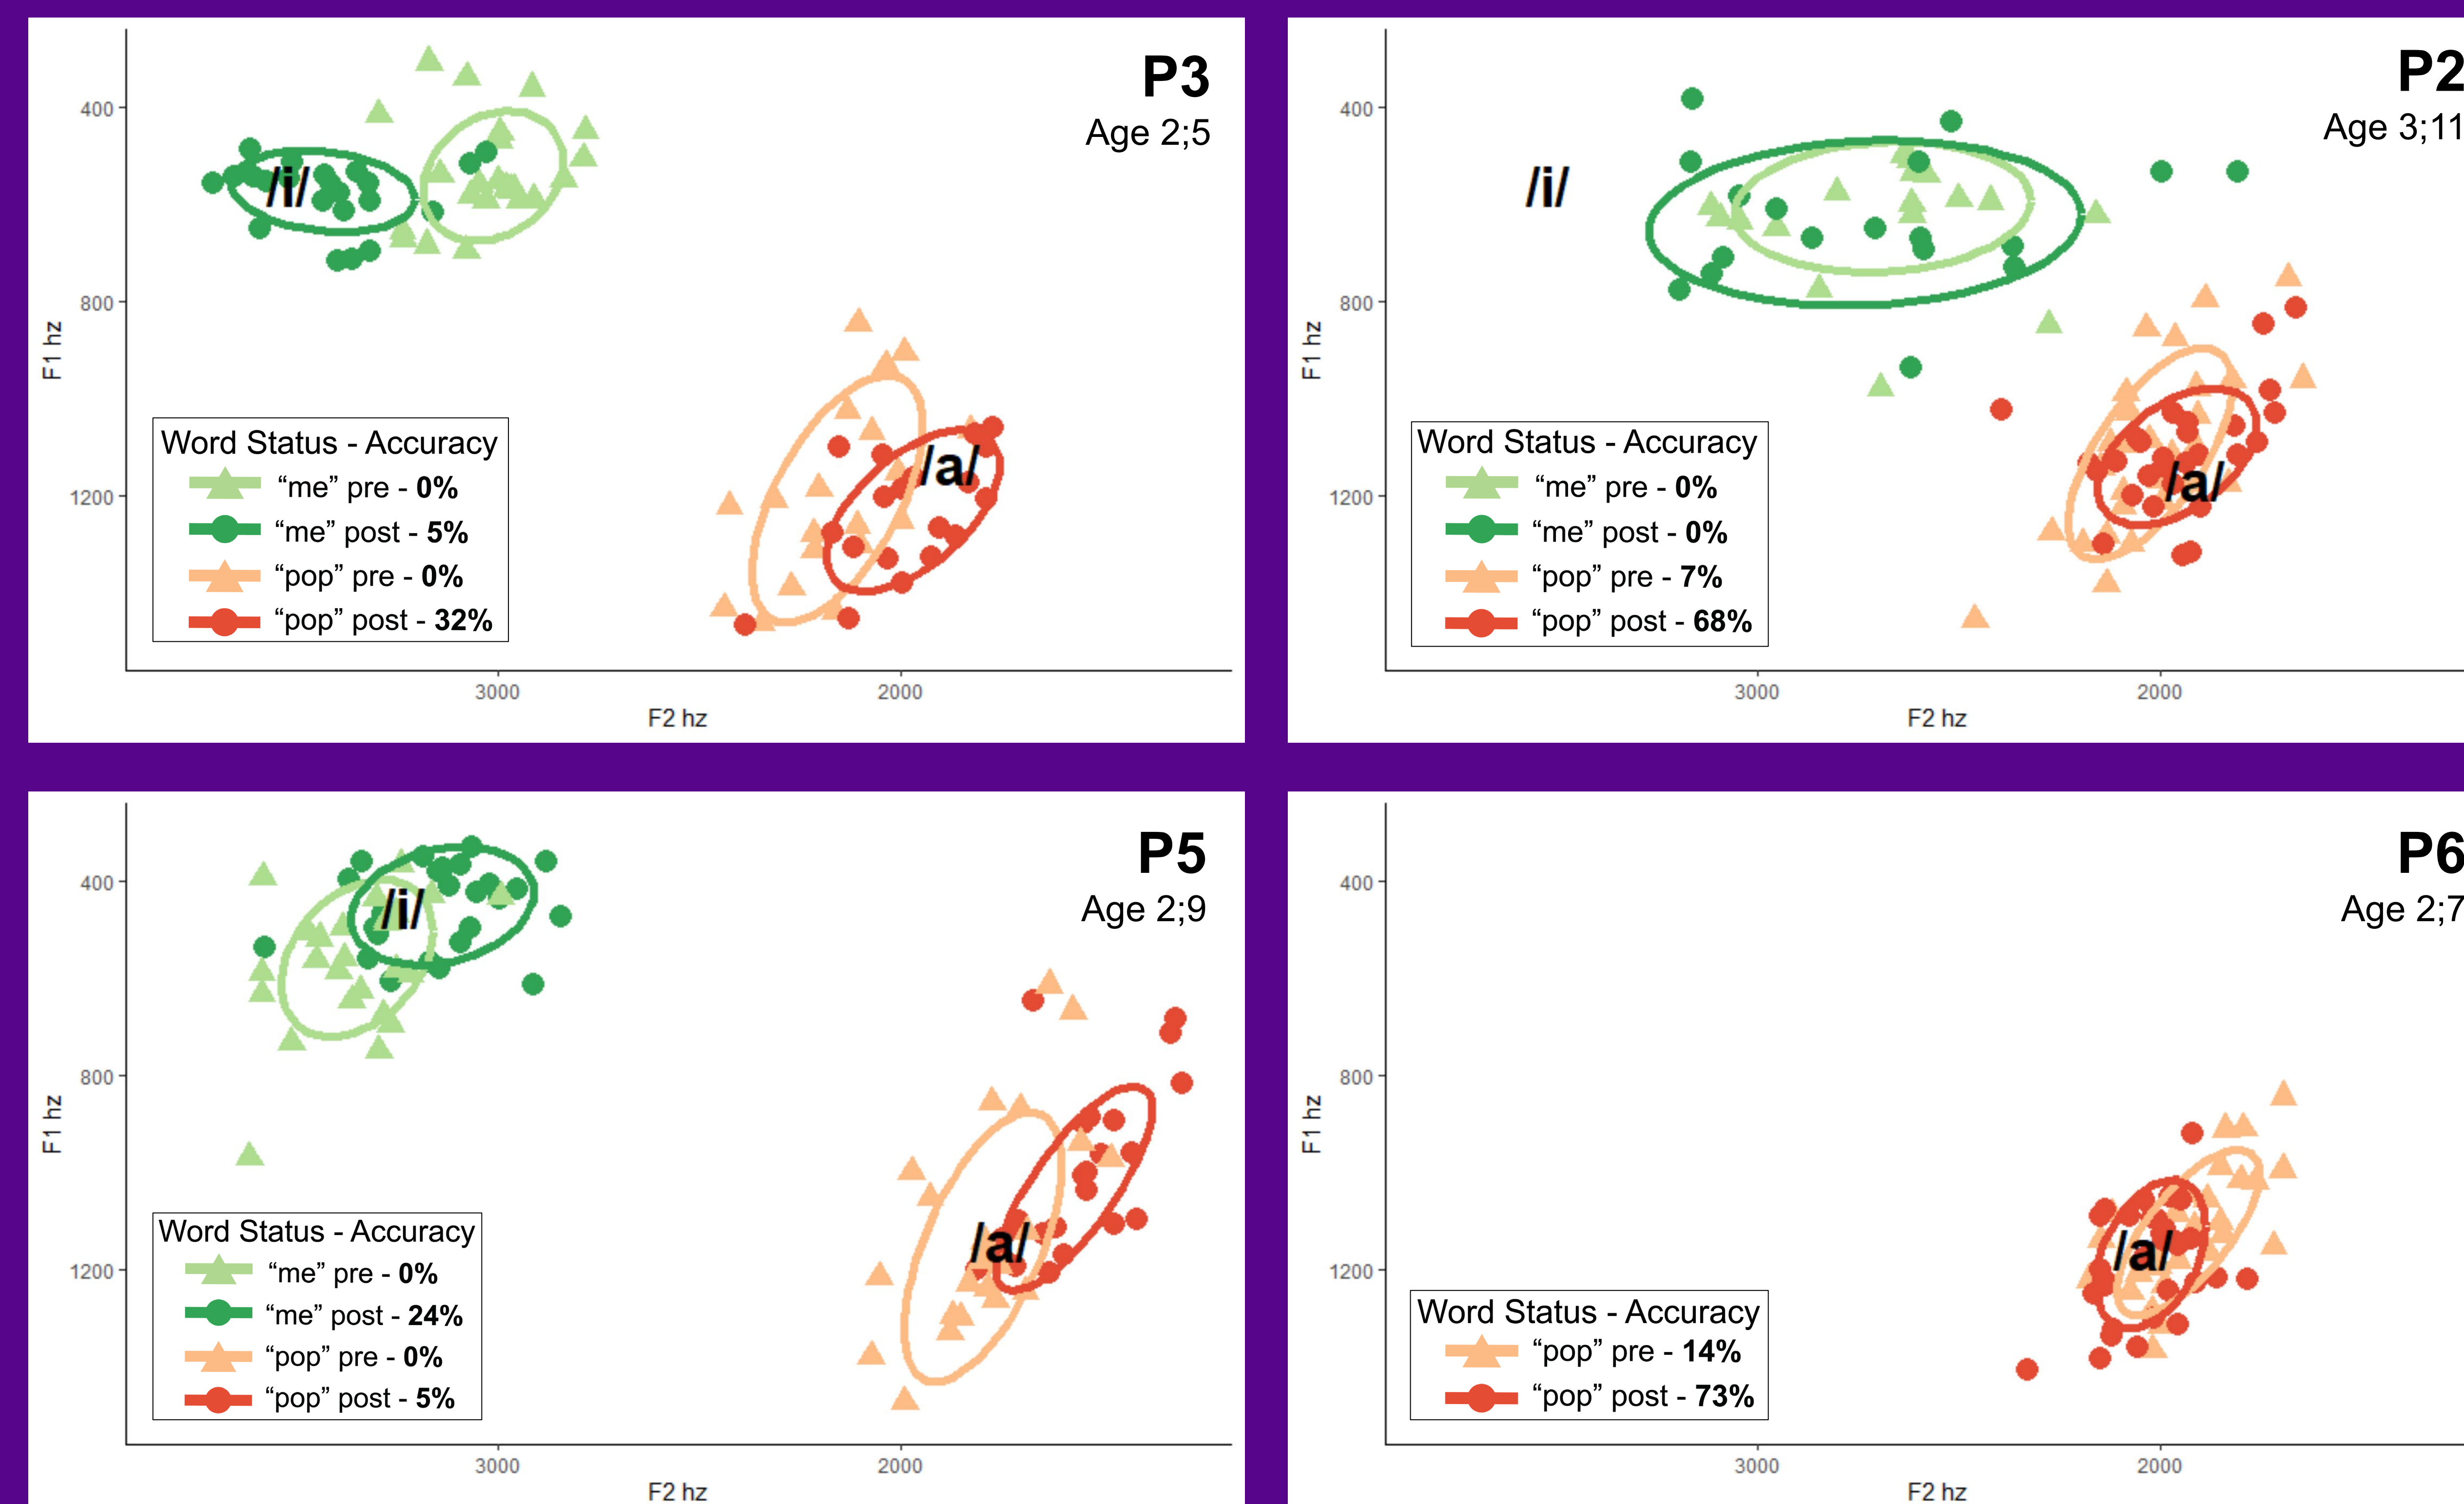 P3
Age 2;5
400
800
1200
F1 hz
/i/
/a/
Word Status - Accuracy
“me” pre - 0%
“me” post - 5%
“pop” pre - 0%
“pop” post - 32%
3000
2000
F2 hz
P2
Age 3;11
400
800
1200
F1 hz
/i/
/a/
Word Status - Accuracy
“me” pre - 0%
“me” post - 0%
“pop” pre - 7%
“pop” post - 68%
3000
2000
F2 hz
P5
Age 2;9
400
800
1200
F1 hz
/i/
/a/
Word Status - Accuracy
“me” pre - 0%
“me” post - 24%
“pop” pre - 0%
“pop” post - 5%
3000
2000
F2 hz
P6
Age 2;7
400
800
1200
F1 hz
/a/
Word Status - Accuracy
“pop” pre - 14%
“pop” post - 73%
3000
2000
F2 hz